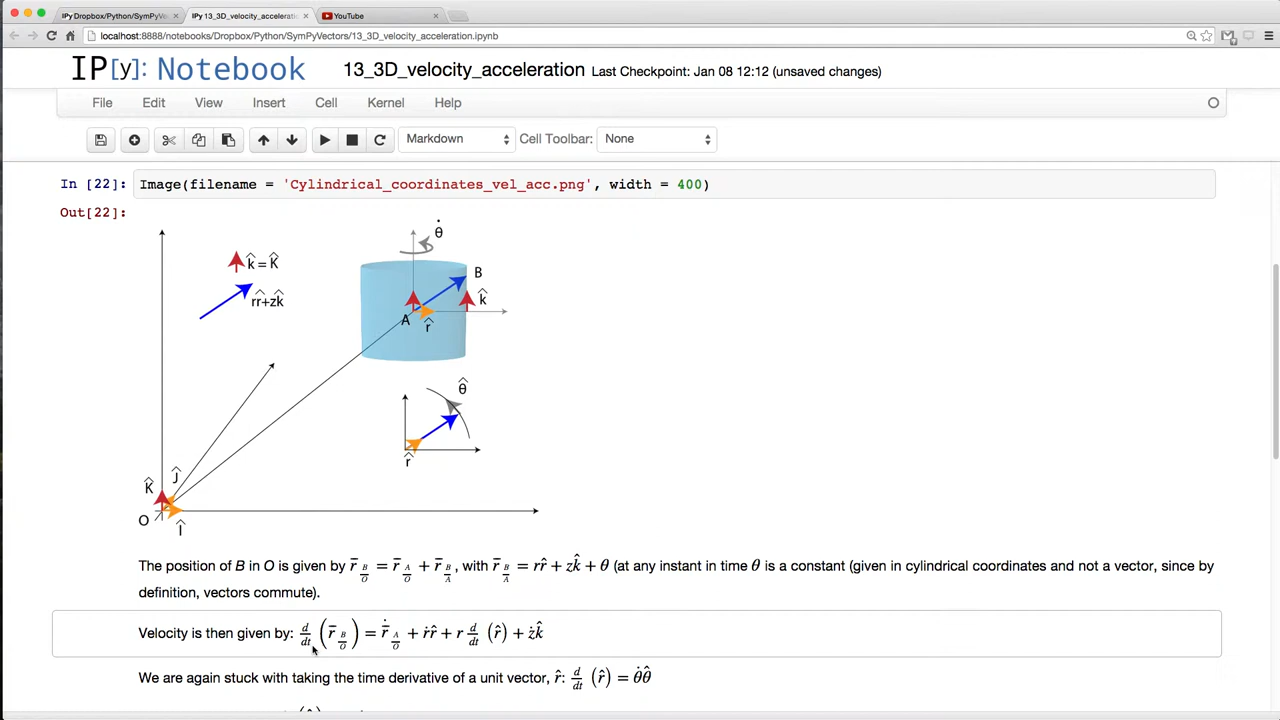 IPy Dropbox/Python/SymPyV × IPy 13_3D_velocity_accelerati × YouTube ×
localhost:8888/notebooks/Dropbox/Python/SymPyVectors/13_3D_velocity_acceleration.ipynb
IP[y]: Notebook 13_3D_velocity_acceleration Last Checkpoint: Jan 08 12:12 (unsaved changes)
File Edit View Insert Cell Kernel Help
Markdown Cell Toolbar: None
In [22]: Image(filename = 'Cylindrical_coordinates_vel_acc.png', width = 400)
Out[22]:
θ̇
k̂ = K̂
B
rr̂+zk̂
k̂
A
r̂
θ̂
r̂
K̂ Ĵ
O
Î
The position of B in O is given by r̄ B/O = r̄ A/O + r̄ B/A, with r̄ B/A = rr̂ + zk̂ + θ (at any instant in time θ is a constant (given in cylindrical coordinates and not a vector, since by
definition, vectors commute).
Velocity is then given by: d/dt (r̄ B/O) = r̄̇ A/O + ṙr̂ + r d/dt (r̂) + żk̂
We are again stuck with taking the time derivative of a unit vector, r̂: d/dt (r̂) = θ̇θ̂